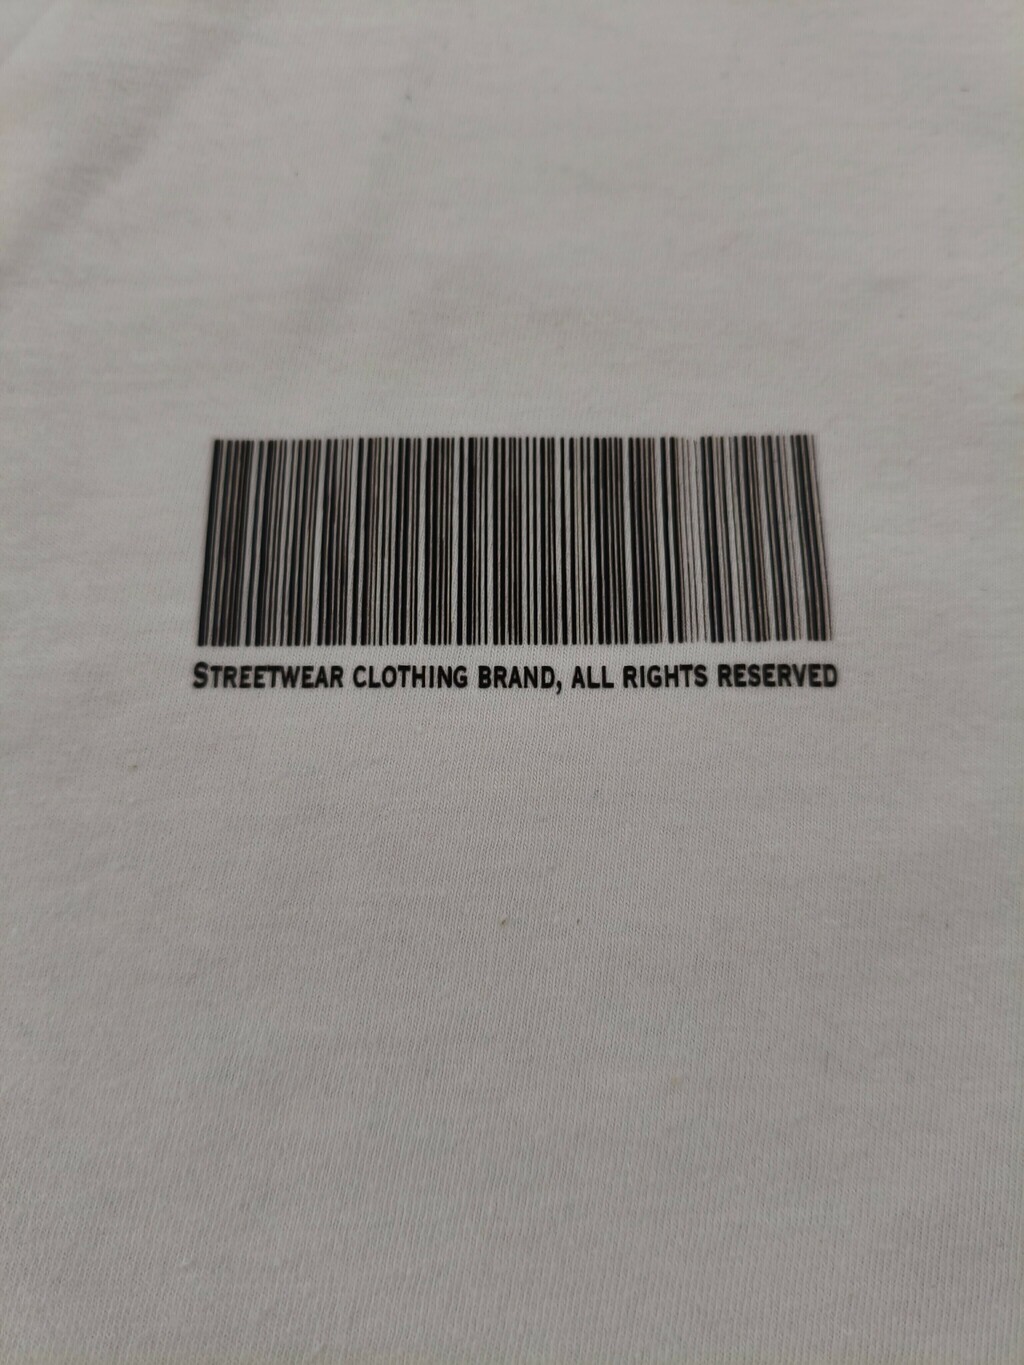 Streetwear clothing brand, all rights reserved